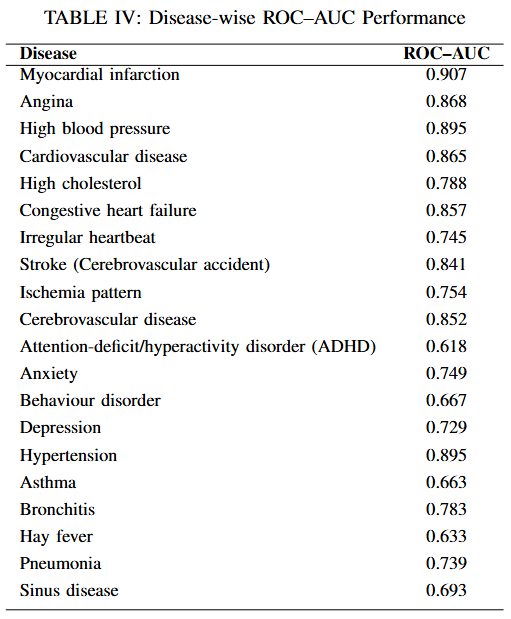 TABLE IV: Disease-wise ROC–AUC Performance
Disease ROC–AUC
Myocardial infarction 0.907
Angina 0.868
High blood pressure 0.895
Cardiovascular disease 0.865
High cholesterol 0.788
Congestive heart failure 0.857
Irregular heartbeat 0.745
Stroke (Cerebrovascular accident) 0.841
Ischemia pattern 0.754
Cerebrovascular disease 0.852
Attention-deficit/hyperactivity disorder (ADHD) 0.618
Anxiety 0.749
Behaviour disorder 0.667
Depression 0.729
Hypertension 0.895
Asthma 0.663
Bronchitis 0.783
Hay fever 0.633
Pneumonia 0.739
Sinus disease 0.693